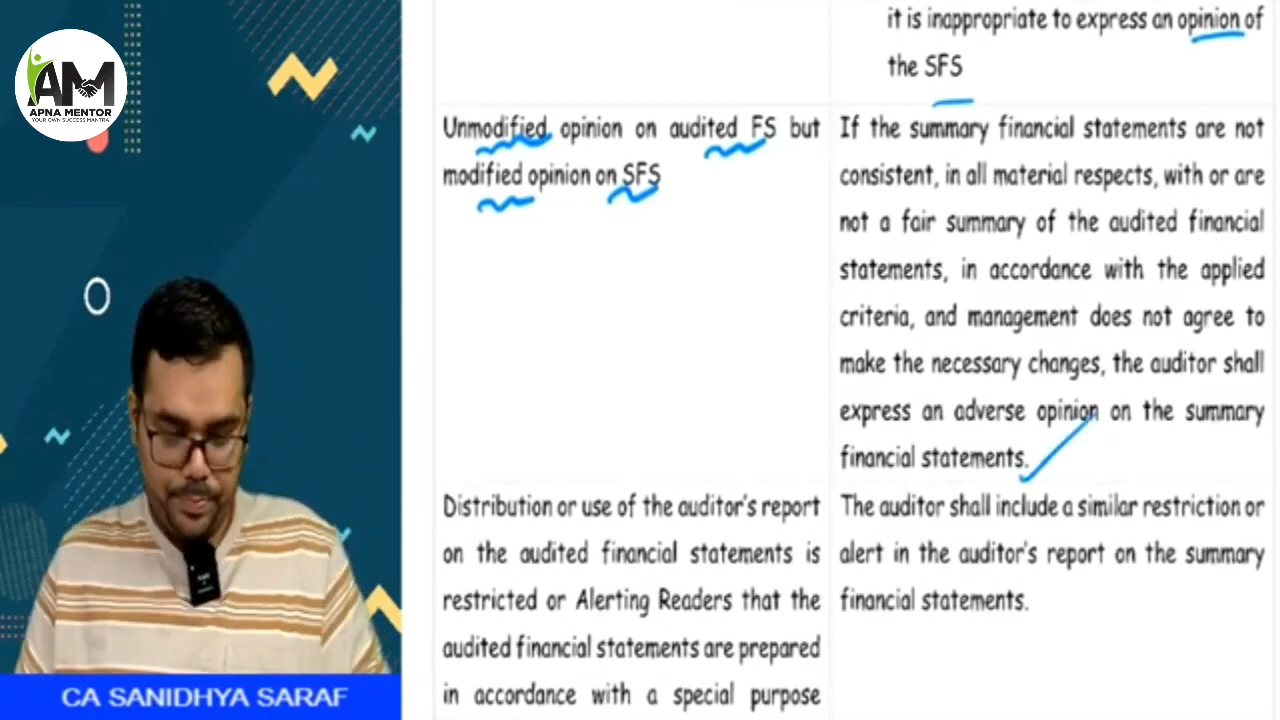 AM
APNA MENTOR
YOUR OWN SUCCESS MANTRA
it is inappropriate to express an opinion of
the SFS
Unmodified opinion on audited FS but
modified opinion on SFS
If the summary financial statements are not
consistent, in all material respects, with or are
not a fair summary of the audited financial
statements, in accordance with the applied
criteria, and management does not agree to
make the necessary changes, the auditor shall
express an adverse opinion on the summary
financial statements.
Distribution or use of the auditor's report
on the audited financial statements is
restricted or Alerting Readers that the
audited financial statements are prepared
in accordance with a special purpose
The auditor shall include a similar restriction or
alert in the auditor's report on the summary
financial statements.
CA SANIDHYA SARAF